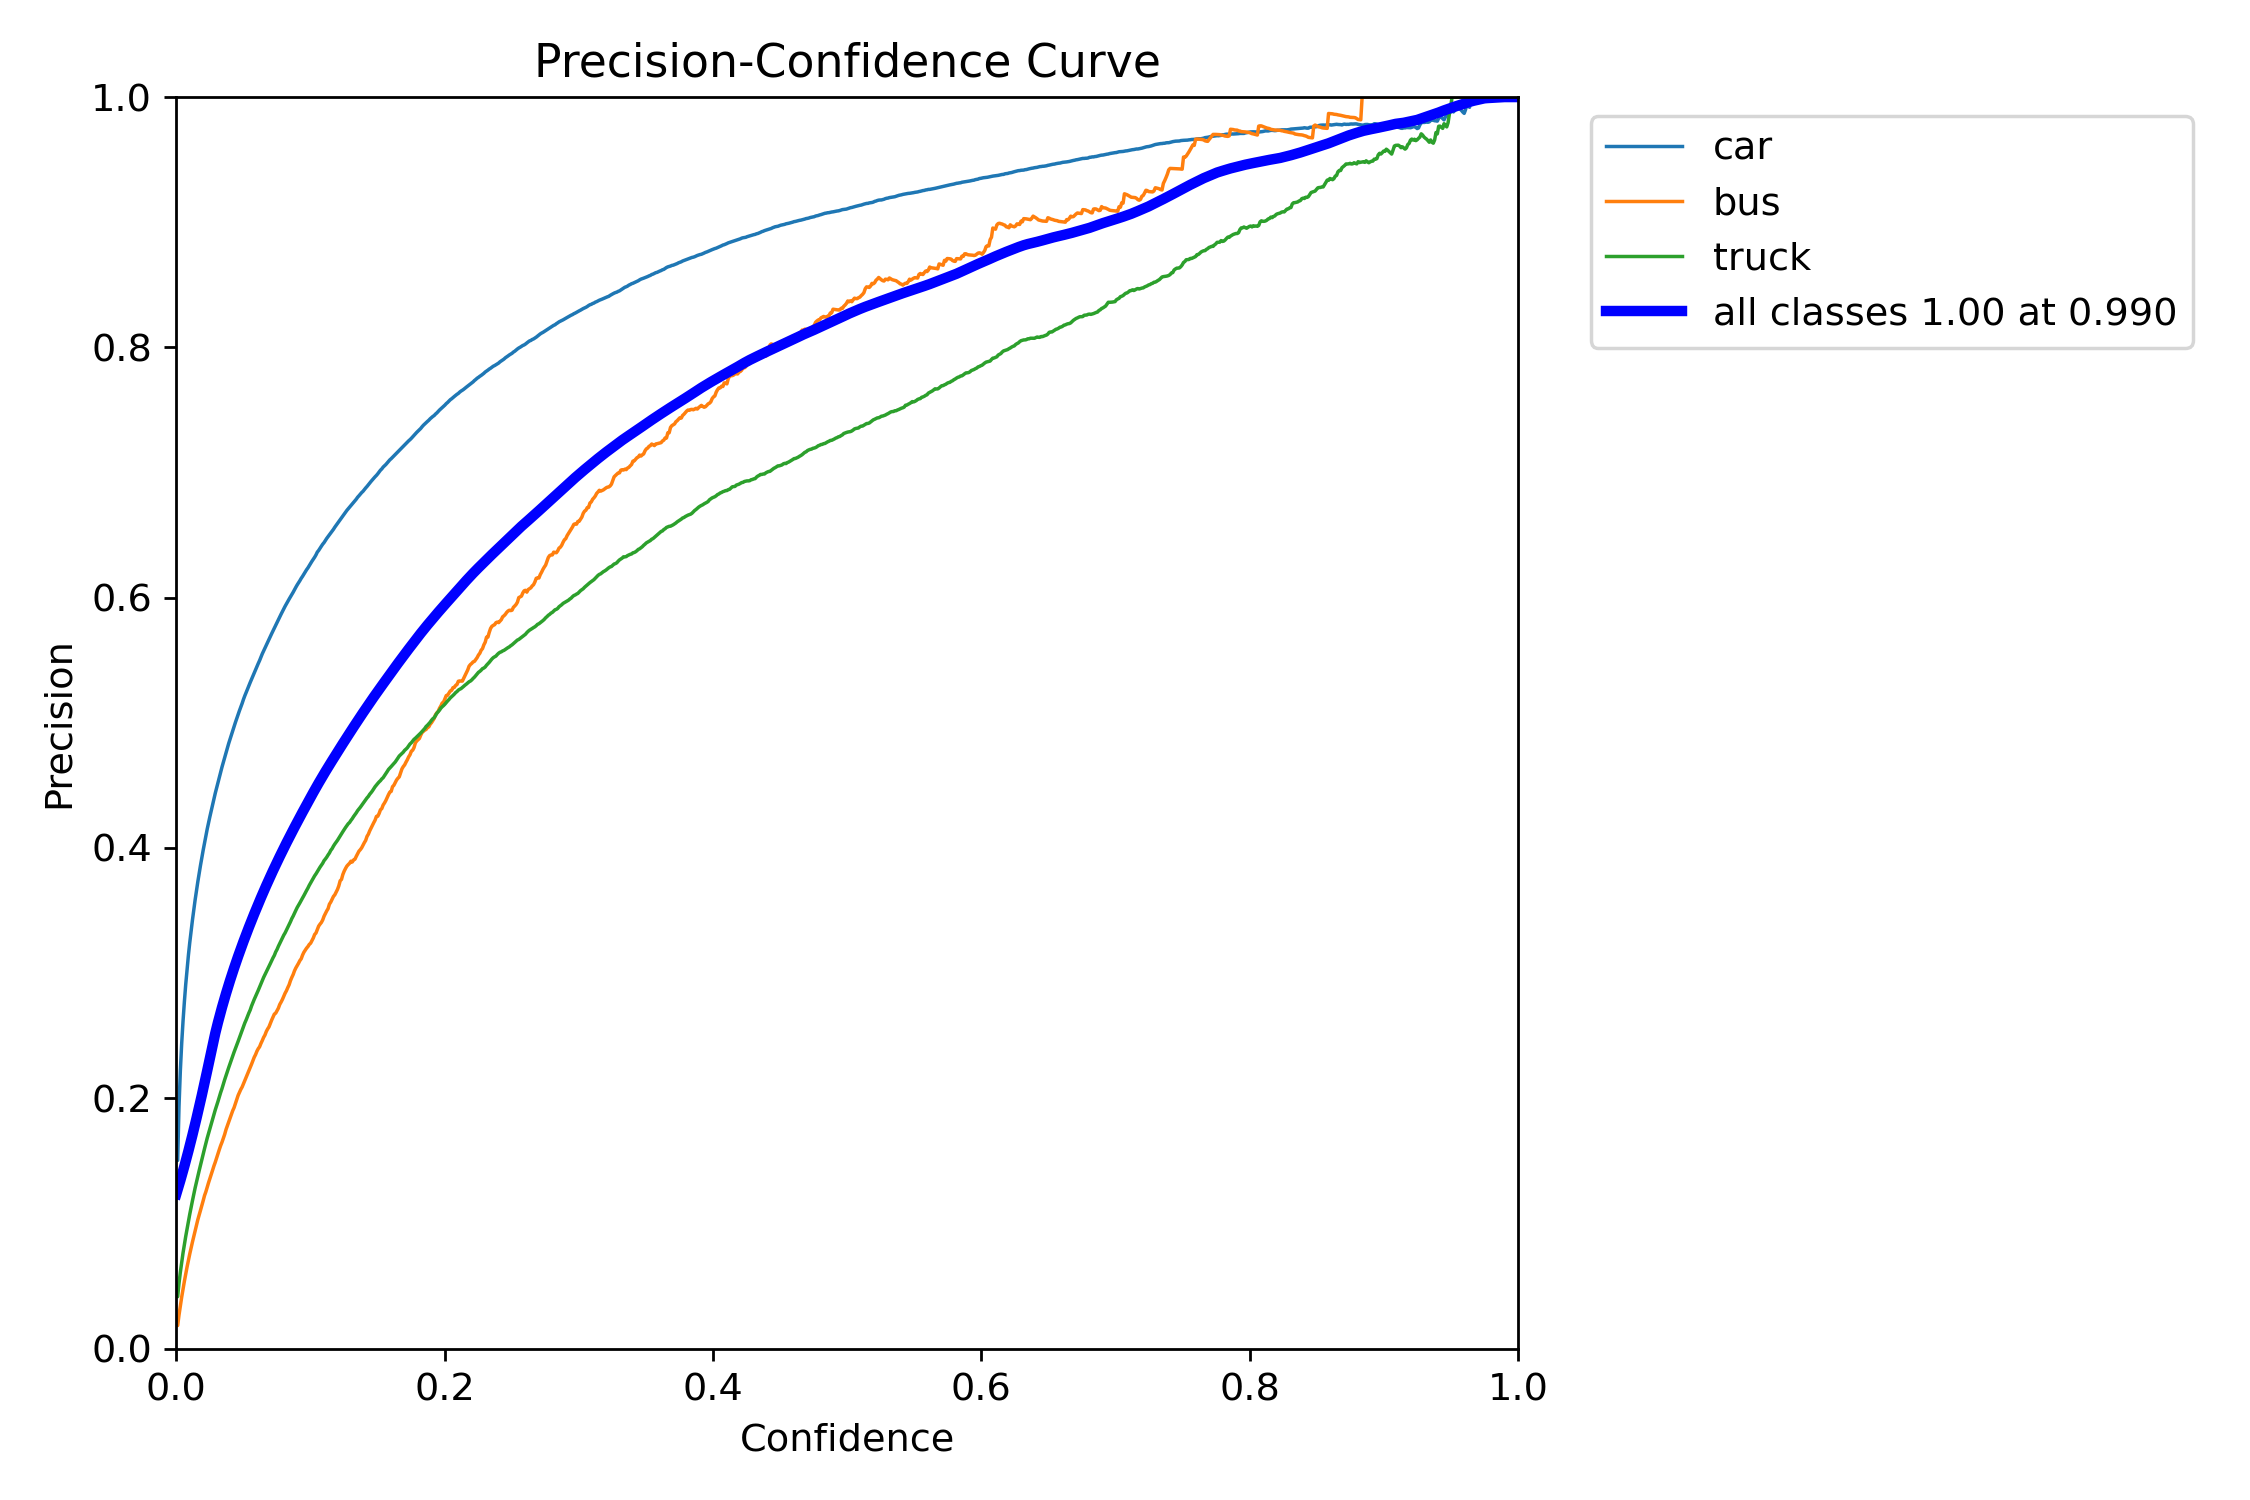 Precision-Confidence Curve
1.0
0.8
0.6
0.4
0.2
0.0
Precision
0.0 0.2 0.4 0.6 0.8 1.0
Confidence
car
bus
truck
all classes 1.00 at 0.990